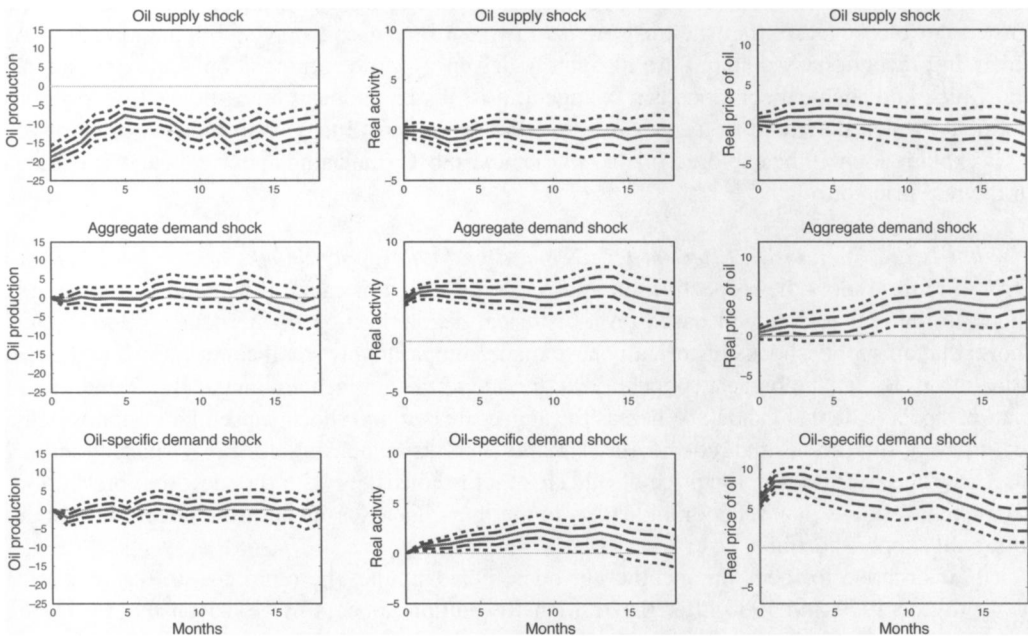 Oil supply shock
Oil production
15
10
5
0
−5
−10
−15
−20
−25
0 5 10 15
Oil supply shock
Real activity
10
5
0
−5
0 5 10 15
Oil supply shock
Real price of oil
10
5
0
−5
0 5 10 15
Aggregate demand shock
Oil production
15
10
5
0
−5
−10
−15
−20
−25
0 5 10 15
Aggregate demand shock
Real activity
10
5
0
−5
0 5 10 15
Aggregate demand shock
Real price of oil
10
5
0
−5
0 5 10 15
Oil-specific demand shock
Oil production
15
10
5
0
−5
−10
−15
−20
−25
0 5 10 15
Months
Oil-specific demand shock
Real activity
10
5
0
−5
0 5 10 15
Months
Oil-specific demand shock
Real price of oil
10
5
0
−5
0 5 10 15
Months